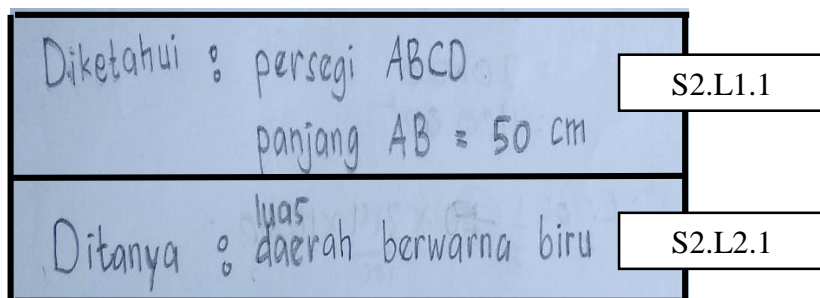 Diketahui : persegi ABCD
S2.L1.1
panjang AB = 50 cm
luas
Ditanya : daerah berwarna biru
S2.L2.1